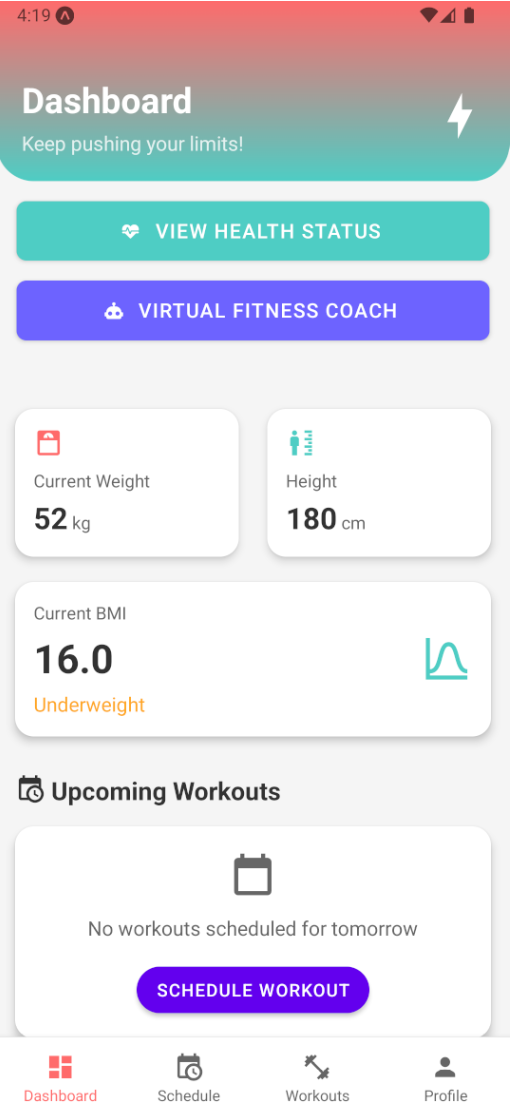 4:19
Dashboard
Keep pushing your limits!
VIEW HEALTH STATUS
VIRTUAL FITNESS COACH
Current Weight
52 kg
Height
180 cm
Current BMI
16.0
Underweight
Upcoming Workouts
No workouts scheduled for tomorrow
SCHEDULE WORKOUT
Dashboard
Schedule
Workouts
Profile